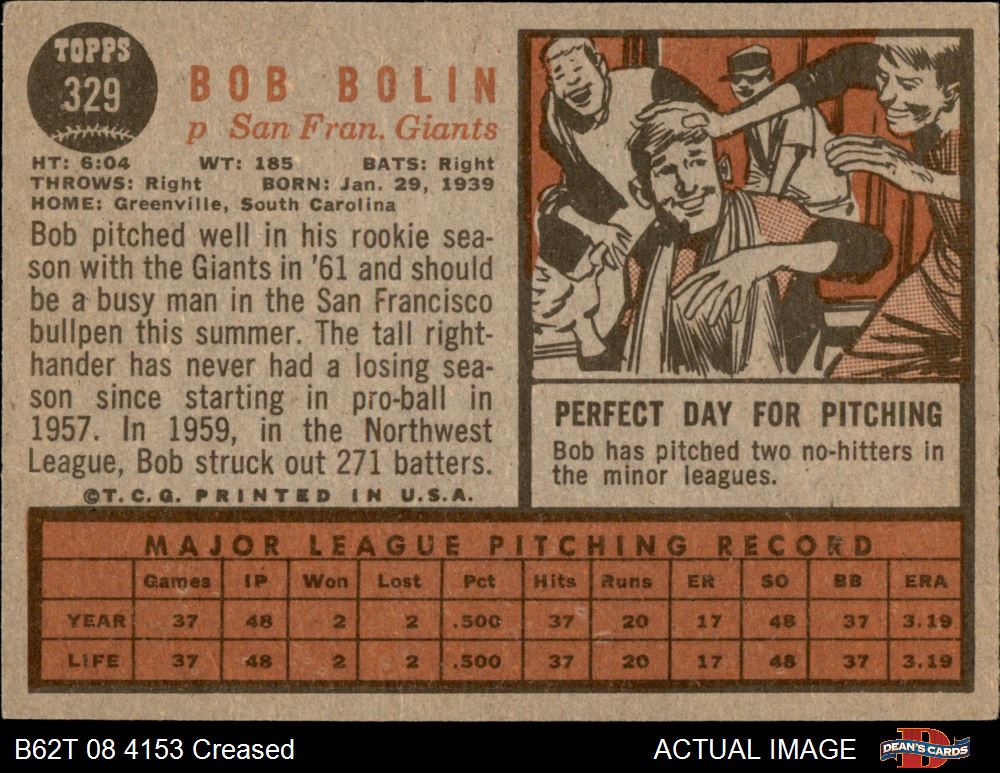 TOPPS
329
BOB BOLIN
p San Fran. Giants
HT: 6:04 WT: 185 BATS: Right
THROWS: Right BORN: Jan. 29, 1939
HOME: Greenville, South Carolina
Bob pitched well in his rookie sea-
son with the Giants in '61 and should
be a busy man in the San Francisco
bullpen this summer. The tall right-
hander has never had a losing sea-
son since starting in pro-ball in
1957. In 1959, in the Northwest
League, Bob struck out 271 batters.
©T.C.G. PRINTED IN U.S.A.
PERFECT DAY FOR PITCHING
Bob has pitched two no-hitters in
the minor leagues.
MAJOR LEAGUE PITCHING RECORD
Games IP Won Lost Pct Hits Runs ER SO BB ERA
YEAR 37 48 2 2 .500 37 20 17 48 37 3.19
LIFE 37 48 2 2 .500 37 20 17 48 37 3.19
B62T 08 4153 Creased ACTUAL IMAGE DEAN'S CARDS